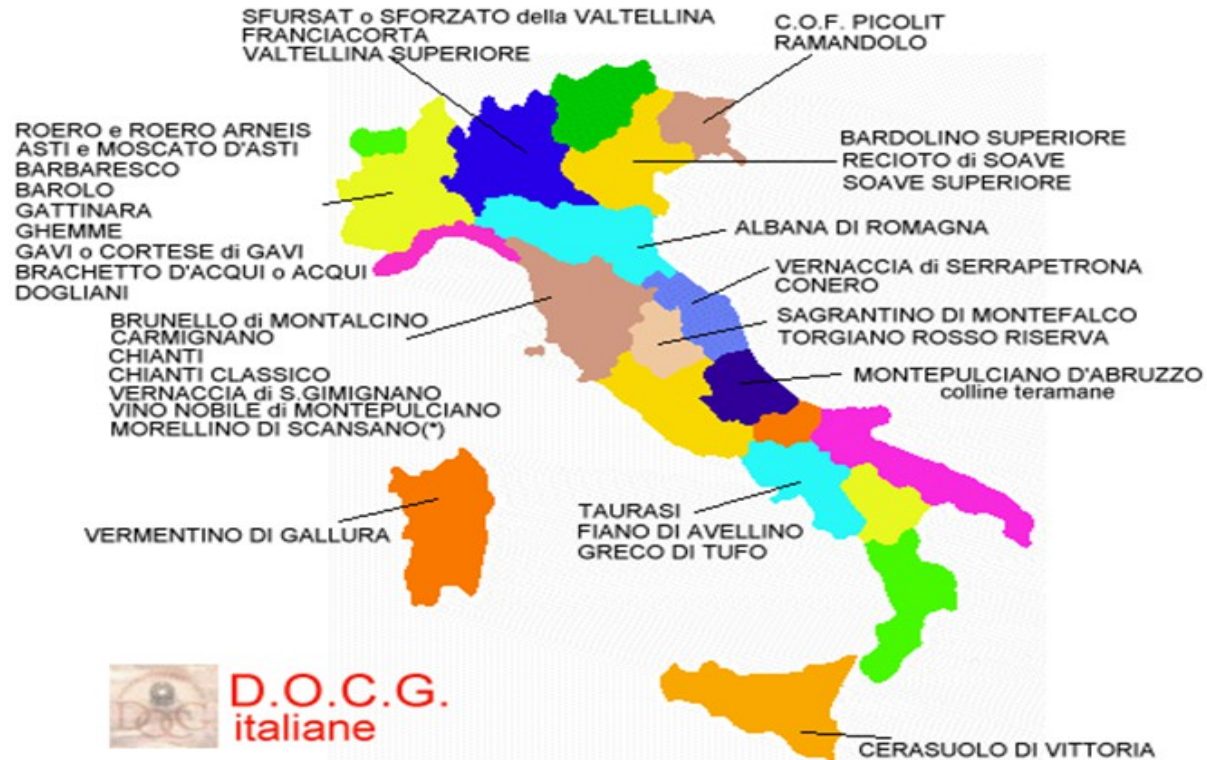 SFURSAT o SFORZATO della VALTELLINA
FRANCIACORTA
VALTELLINA SUPERIORE
C.O.F. PICOLIT
RAMANDOLO
ROERO e ROERO ARNEIS
ASTI e MOSCATO D'ASTI
BARBARESCO
BAROLO
GATTINARA
GHEMME
GAVI o CORTESE di GAVI
BRACHETTO D'ACQUI o ACQUI
DOGLIANI
BARDOLINO SUPERIORE
RECIOTO di SOAVE
SOAVE SUPERIORE
ALBANA DI ROMAGNA
VERNACCIA di SERRAPETRONA
CONERO
SAGRANTINO DI MONTEFALCO
TORGIANO ROSSO RISERVA
BRUNELLO di MONTALCINO
CARMIGNANO
CHIANTI
CHIANTI CLASSICO
VERNACCIA di S.GIMIGNANO
VINO NOBILE di MONTEPULCIANO
MORELLINO DI SCANSANO(*)
MONTEPULCIANO D'ABRUZZO
colline teramane
VERMENTINO DI GALLURA
TAURASI
FIANO DI AVELLINO
GRECO DI TUFO
D.O.C.G.
italiane
CERASUOLO DI VITTORIA